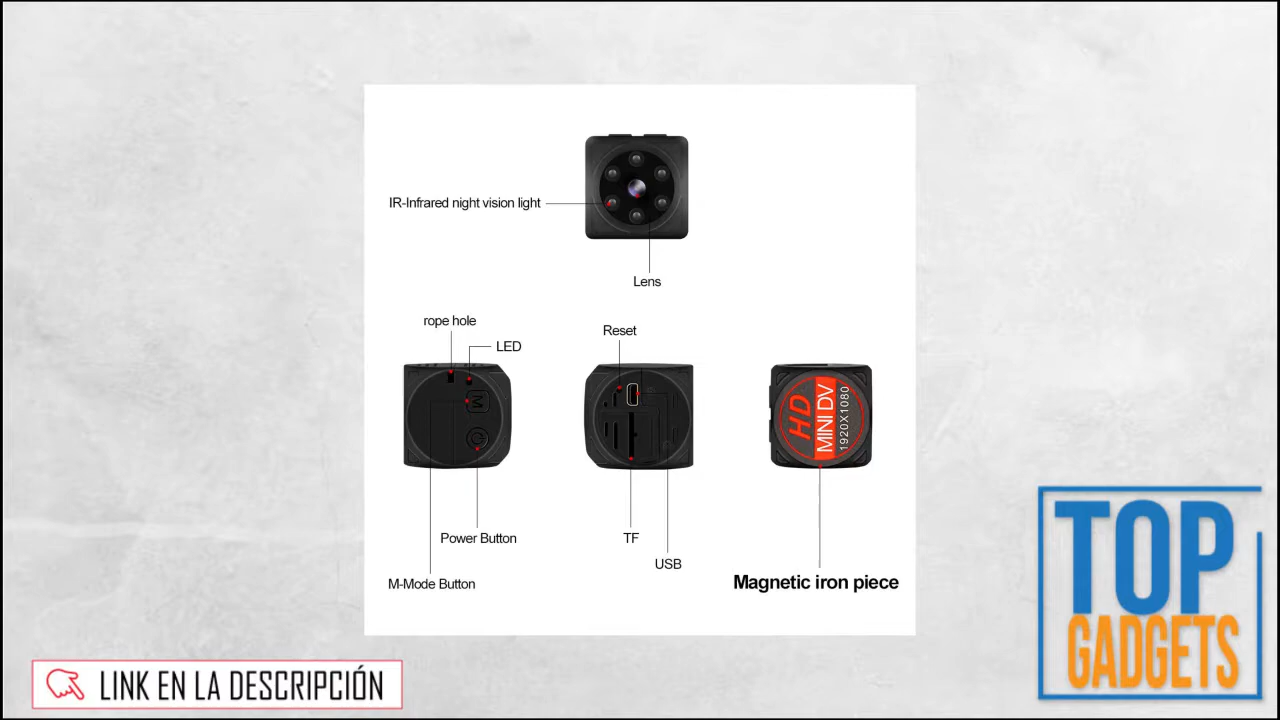 IR-Infrared night vision light
Lens
rope hole
LED
Reset
M
HD
MINI DV
1920X1080
Power Button
TF
USB
M-Mode Button
Magnetic iron piece
LINK EN LA DESCRIPCIÓN
TOP
GADGETS